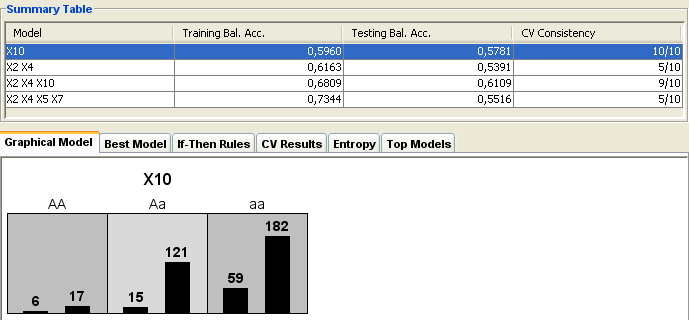 Summary Table
Model Training Bal. Acc. Testing Bal. Acc. CV Consistency
X10 0,5960 0,5781 10/10
X2 X4 0,6163 0,5391 5/10
X2 X4 X10 0,6809 0,6109 9/10
X2 X4 X5 X7 0,7344 0,5516 5/10
Graphical Model Best Model If-Then Rules CV Results Entropy Top Models
X10
AA Aa aa
6 17 15 121 59 182